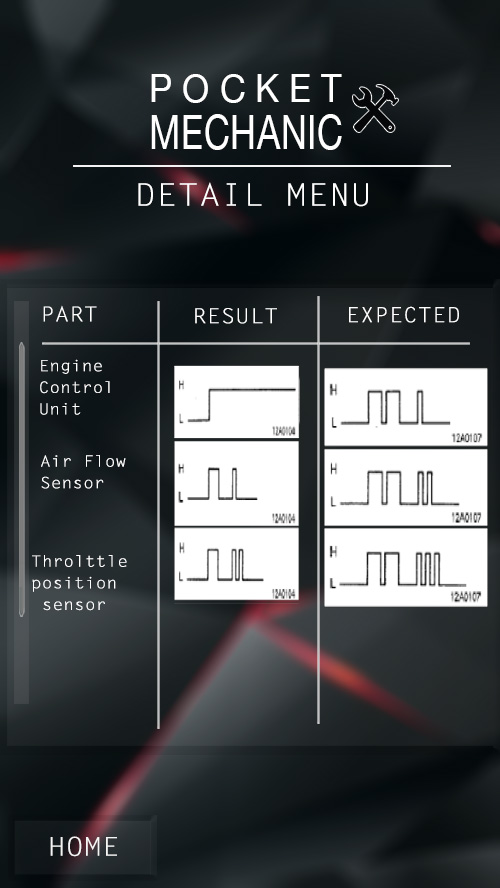 POCKET
MECHANIC
DETAIL MENU
PART RESULT EXPECTED
Engine
Control
Unit
H
L
12A0104
H
L
12A0107
Air Flow
Sensor
H
L
12A0104
H
L
12A0107
Throlttle
position
sensor
H
L
12A0104
H
L
12A0107
HOME